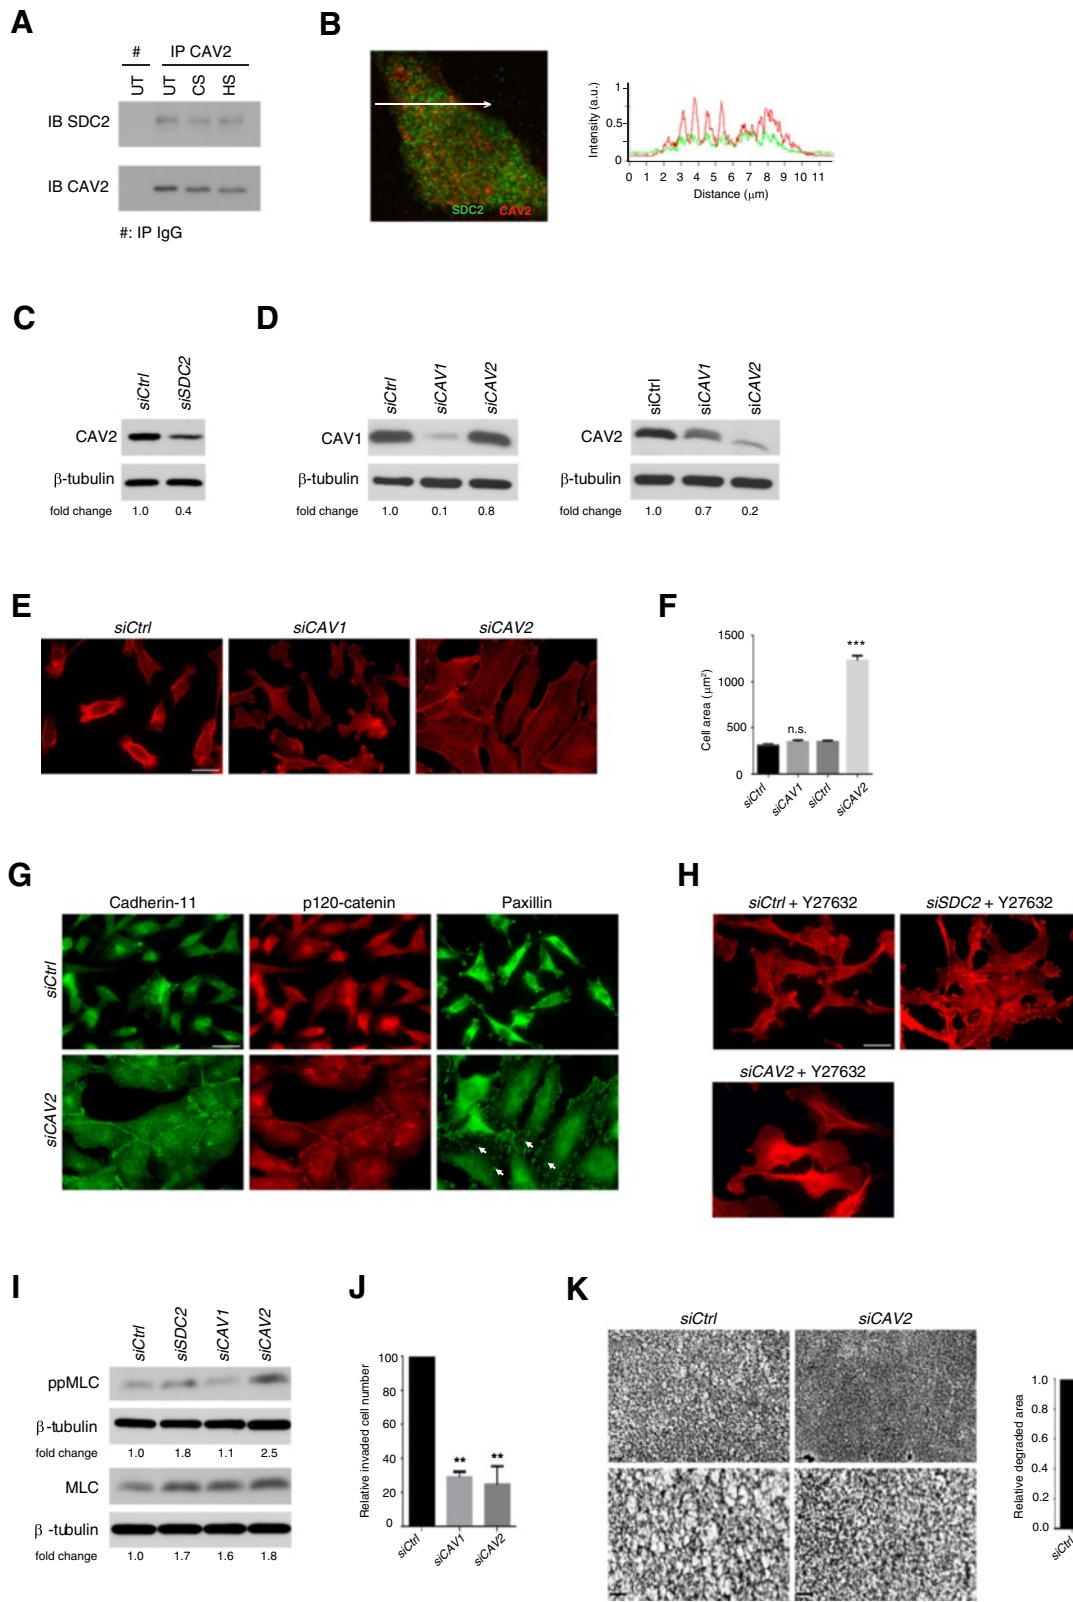 A
B
#
IP CAV2
UT
UT
CS
HS
IB SDC2
IB CAV2
#: IP IgG
SDC2 CAV2
Intensity (a.u.)
1
0.5
0
0 1 2 3 4 5 6 7 8 9 10 11
Distance (μm)
C
D
siCtrl
siSDC2
CAV2
β-tubulin
fold change 1.0 0.4
siCtrl
siCAV1
siCAV2
CAV1
β-tubulin
fold change 1.0 0.1 0.8
siCtrl
siCAV1
siCAV2
CAV2
β-tubulin
fold change 1.0 0.7 0.2
E
siCtrl
siCAV1
siCAV2
F
Cell area (μm²)
1500
1000
500
0
n.s.
***
siCtrl
siCAV1
siCtrl
siCAV2
G
Cadherin-11
p120-catenin
Paxillin
siCtrl
siCAV2
H
siCtrl + Y27632
siSDC2 + Y27632
siCAV2 + Y27632
I
siCtrl
siSDC2
siCAV1
siCAV2
ppMLC
β-tubulin
fold change 1.0 1.8 1.1 2.5
MLC
β-tubulin
fold change 1.0 1.7 1.6 1.8
J
Relative invaded cell number
100
80
60
40
20
0
**
**
siCtrl
siCAV1
siCAV2
K
siCtrl
siCAV2
Relative degraded area
1.0
0.8
0.6
0.4
0.2
0.0
siCtrl